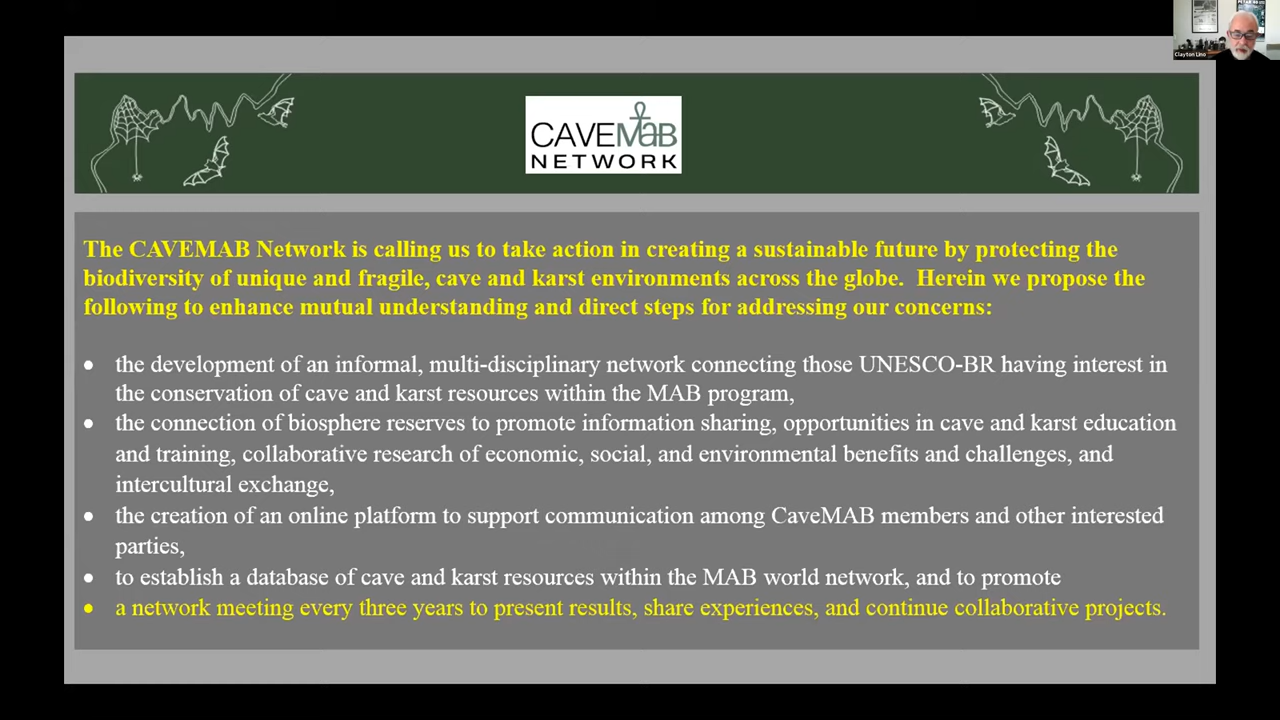 Clayton Lino
CAVEMAB
NETWORK
The CAVEMAB Network is calling us to take action in creating a sustainable future by protecting the
biodiversity of unique and fragile, cave and karst environments across the globe.  Herein we propose the
following to enhance mutual understanding and direct steps for addressing our concerns:
• the development of an informal, multi-disciplinary network connecting those UNESCO-BR having interest in
the conservation of cave and karst resources within the MAB program,
• the connection of biosphere reserves to promote information sharing, opportunities in cave and karst education
and training, collaborative research of economic, social, and environmental benefits and challenges, and
intercultural exchange,
• the creation of an online platform to support communication among CaveMAB members and other interested
parties,
• to establish a database of cave and karst resources within the MAB world network, and to promote
• a network meeting every three years to present results, share experiences, and continue collaborative projects.